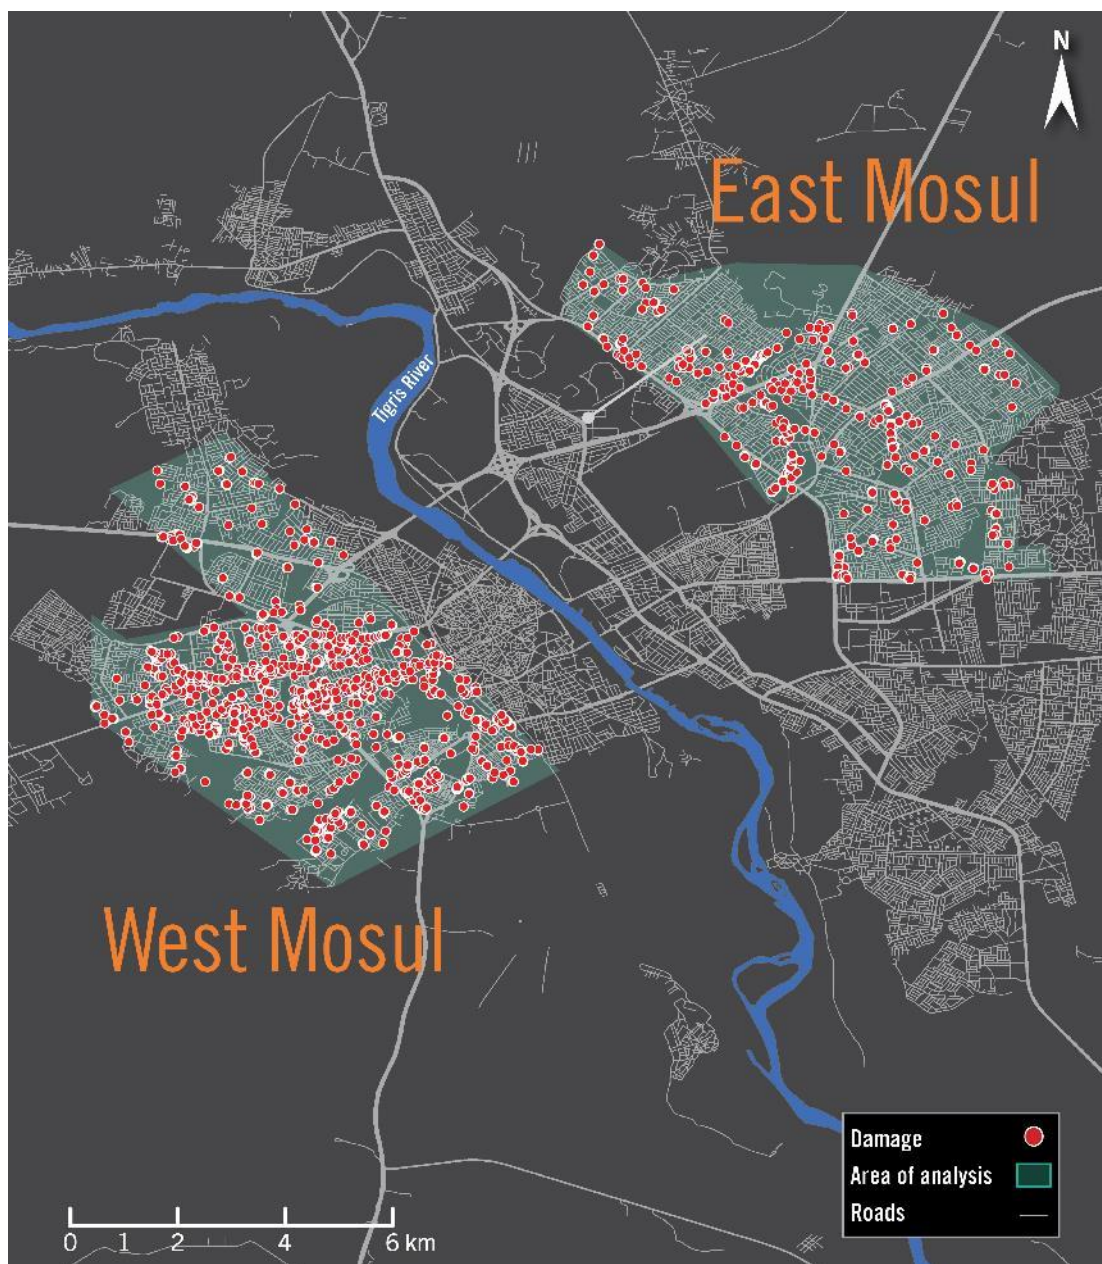 N
East Mosul
Tigris River
West Mosul
Damage
Area of analysis
Roads
0 1 2 4 6 km